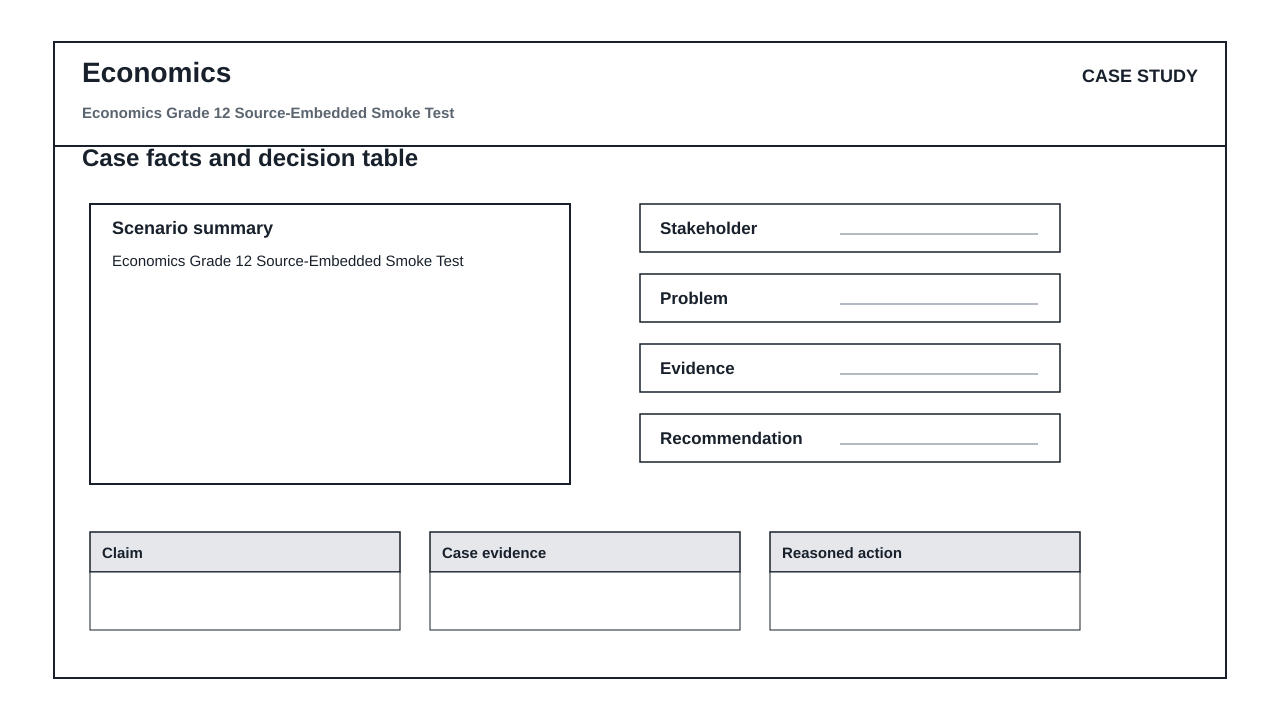 Economics
CASE STUDY
Economics Grade 12 Source-Embedded Smoke Test
Case facts and decision table
Scenario summary
Economics Grade 12 Source-Embedded Smoke Test
Stakeholder
Problem
Evidence
Recommendation
Claim
Case evidence
Reasoned action